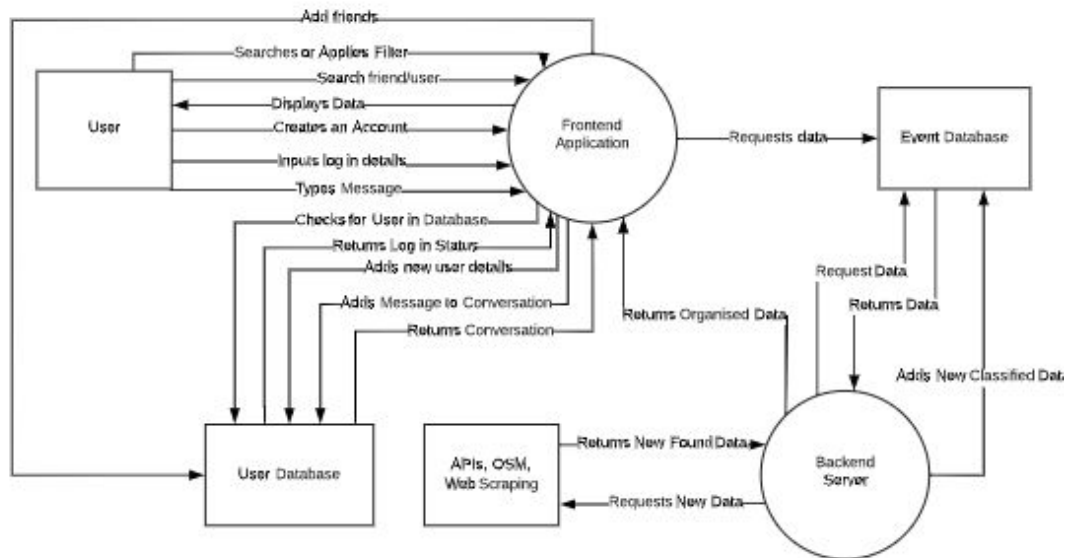 Add friends
Searches or Applies Filter
Search friend/user
Displays Data
Creates an Account
Inputs log in details
Types Message
User
Frontend
Application
Requests data
Event Database
Checks for User in Database
Returns Log in Status
Adds new user details
Adds Message to Conversation
Returns Conversation
Request Data
Returns Data
Returns Organised Data
Adds New Classified Data
User Database
APIs, OSM,
Web Scraping
Returns New Found Data
Requests New Data
Backend
Server